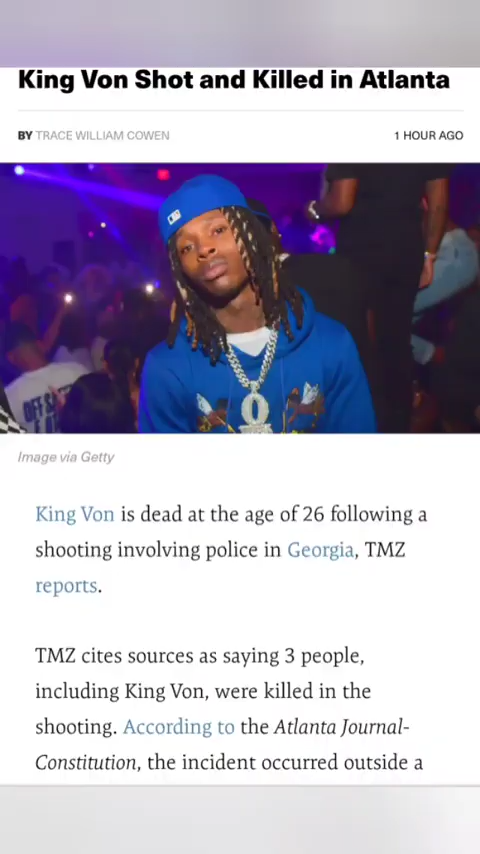 King Von Shot and Killed in Atlanta
BY TRACE WILLIAM COWEN
1 HOUR AGO
OFF S
Image via Getty
King Von is dead at the age of 26 following a
shooting involving police in Georgia, TMZ
reports.
TMZ cites sources as saying 3 people,
including King Von, were killed in the
shooting. According to the Atlanta Journal-
Constitution, the incident occurred outside a